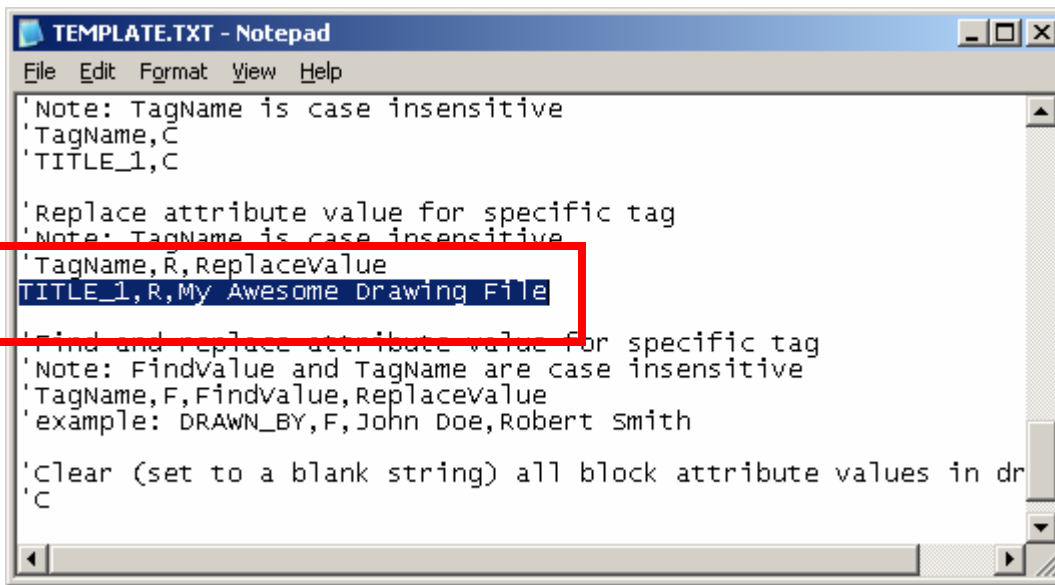 TEMPLATE.TXT - Notepad
File Edit Format View Help
'Note: TagName is case insensitive
'TagName,C
'TITLE_1,C
'Replace attribute value for specific tag
'Note: TagName is case insensitive
'TagName,R,ReplaceValue
TITLE_1,R,My Awesome Drawing File
'Find and replace attribute value for specific tag
'Note: FindValue and TagName are case insensitive
'TagName,F,FindValue,ReplaceValue
'example: DRAWN_BY,F,John Doe,Robert Smith
'Clear (set to a blank string) all block attribute values in dr
'C